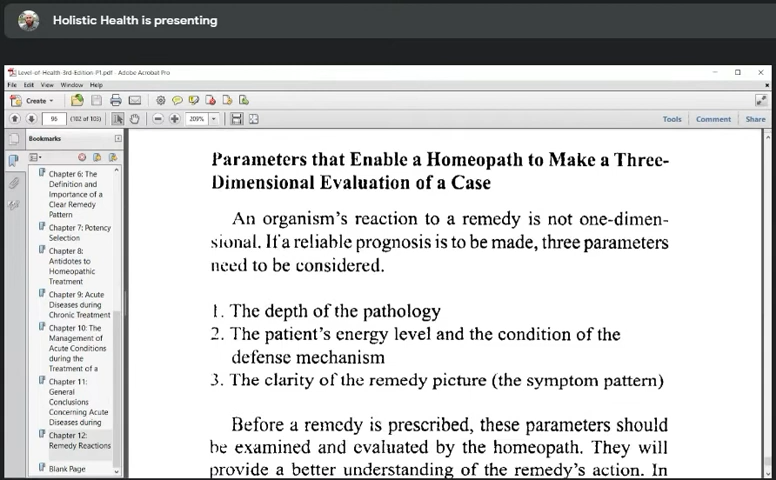 Holistic Health is presenting
Level-of-Health-3rd-Edition P1.pdf - Adobe Acrobat Pro
File Edit View Window Help
Create
96 (102 of 103) 209%
Tools Comment Share
Bookmarks
Chapter 6: The
Definition and
Importance of a
Clear Remedy
Pattern
Chapter 7: Potency
Selection
Chapter 8:
Antidotes to
Homeopathic
Treatment
Chapter 9: Acute
Diseases during
Chronic Treatment
Chapter 10: The
Management of
Acute Conditions
during the
Treatment of a
Chapter 11:
General
Conclusions
Concerning Acute
Diseases during
Chapter 12:
Remedy Reactions
Blank Page
Parameters that Enable a Homeopath to Make a Three-
Dimensional Evaluation of a Case
An organism's reaction to a remedy is not one-dimen-
sional. If a reliable prognosis is to be made, three parameters
need to be considered.
1. The depth of the pathology
2. The patient's energy level and the condition of the
defense mechanism
3. The clarity of the remedy picture (the symptom pattern)
Before a remedy is prescribed, these parameters should
be examined and evaluated by the homeopath. They will
provide a better understanding of the remedy's action. In